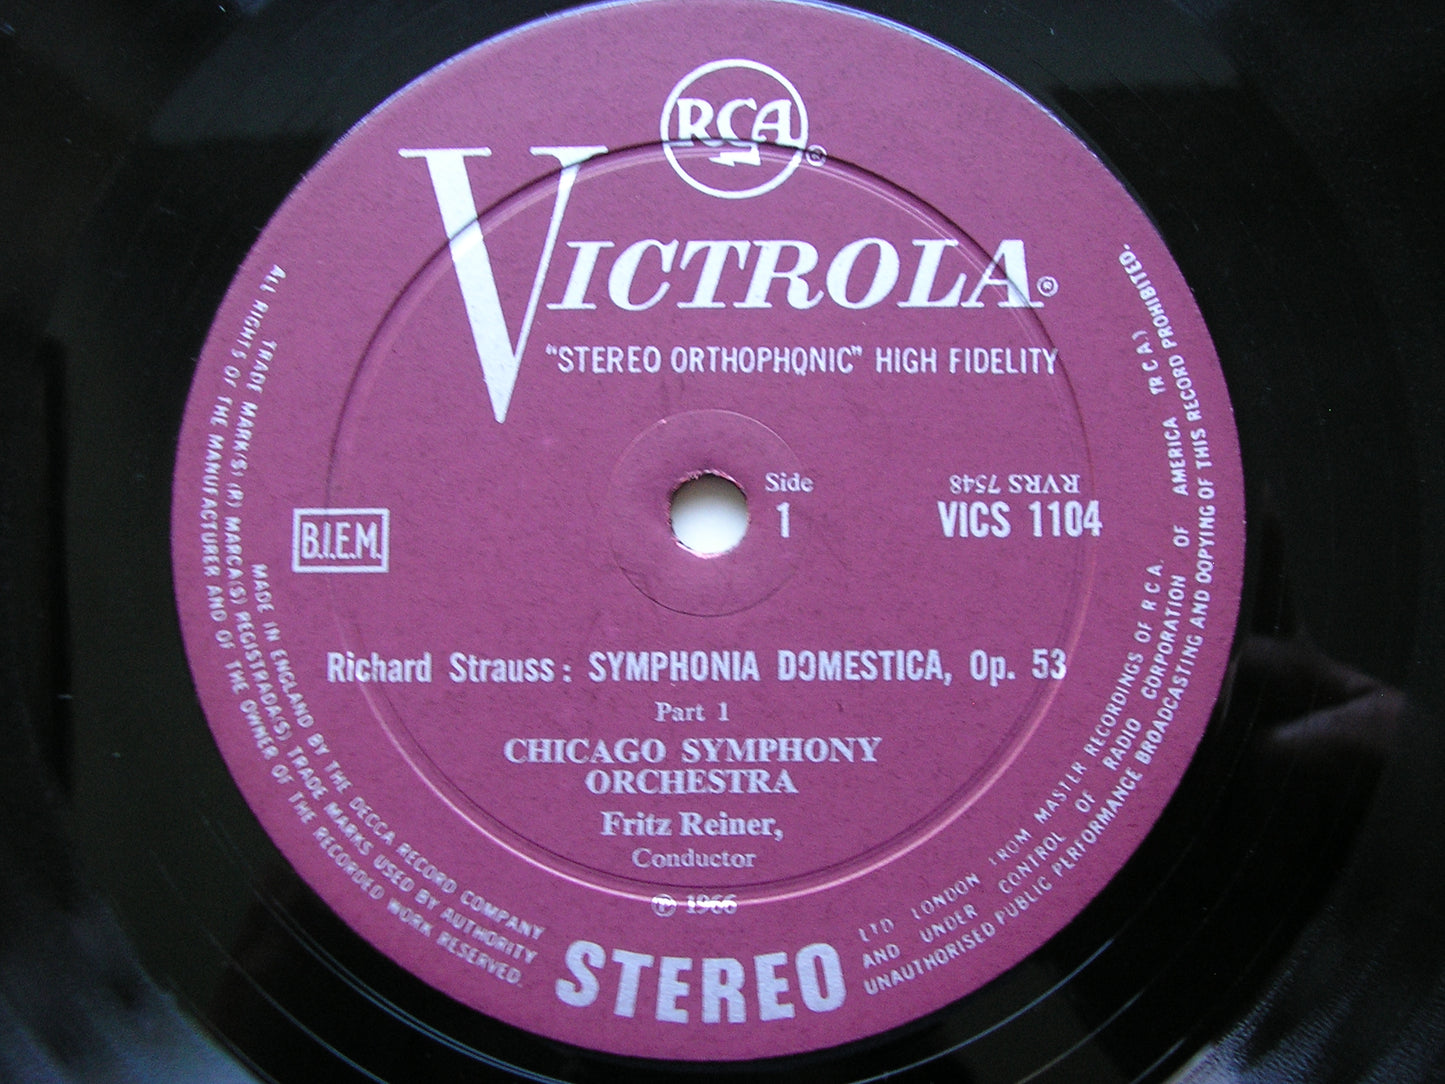 RCA ®
VICTROLA®
"STEREO ORTHOPHONIC" HIGH FIDELITY
Side
1
RVRS 7548
VICS 1104
B.I.E.M.
Richard Strauss: SYMPHONIA DOMESTICA, Op. 53
Part 1
CHICAGO SYMPHONY
ORCHESTRA
Fritz Reiner,
Conductor
℗ 1966
STEREO
TRADE MARK(S) (R) MARCA(S) REGISTRADA(S) TRADE MARKS USED BY AUTHORITY
ALL RIGHTS OF THE MANUFACTURER AND OF THE OWNER OF THE RECORDED WORK RESERVED.
MADE IN ENGLAND BY THE DECCA RECORD COMPANY
LTD LONDON FROM MASTER RECORDINGS OF R C A.
AND UNDER CONTROL OF RADIO CORPORATION OF AMERICA (R C A)
UNAUTHORISED PUBLIC PERFORMANCE BROADCASTING AND COPYING OF THIS RECORD PROHIBITED.